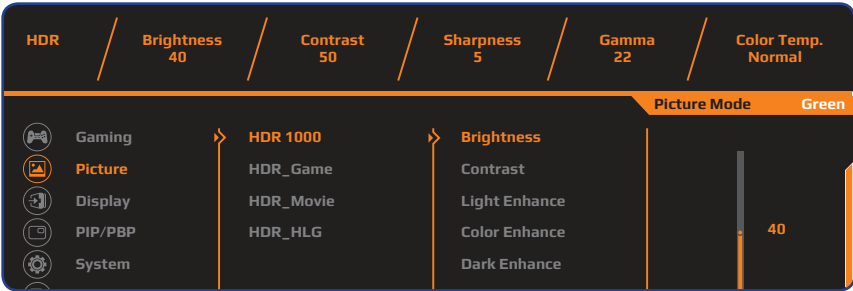 HDR Brightness Contrast Sharpness Gamma Color Temp.
40 50 5 22 Normal
Picture Mode Green
Gaming HDR 1000 Brightness
Picture HDR_Game Contrast
Display HDR_Movie Light Enhance
PIP/PBP HDR_HLG Color Enhance 40
System Dark Enhance